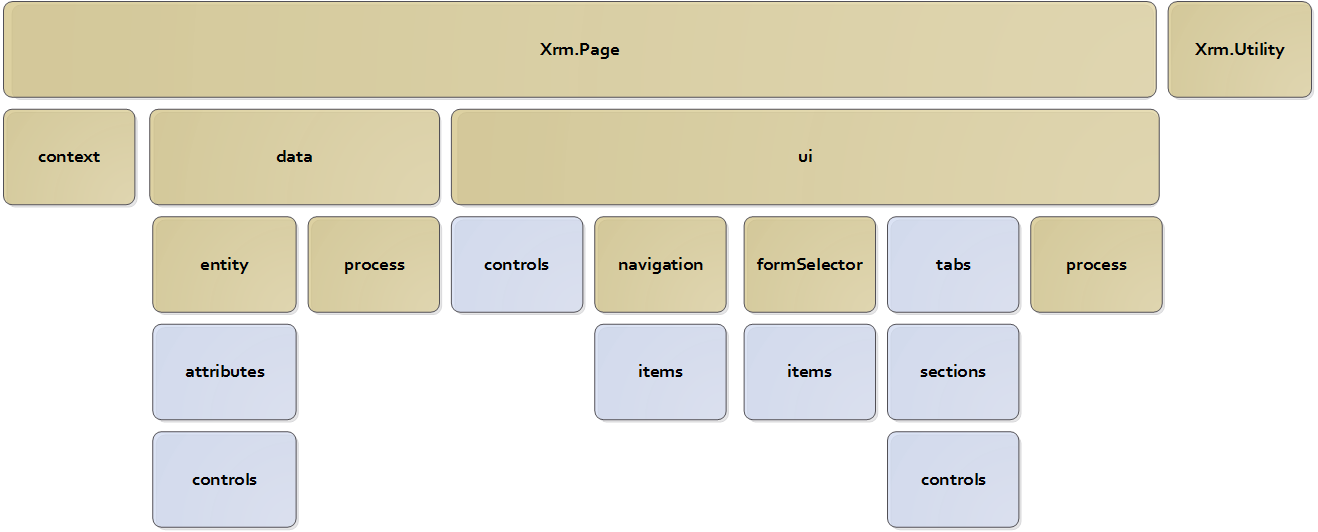 Xrm.Page
Xrm.Utility
context
data
ui
entity
process
controls
navigation
formSelector
tabs
process
attributes
items
items
sections
controls
controls